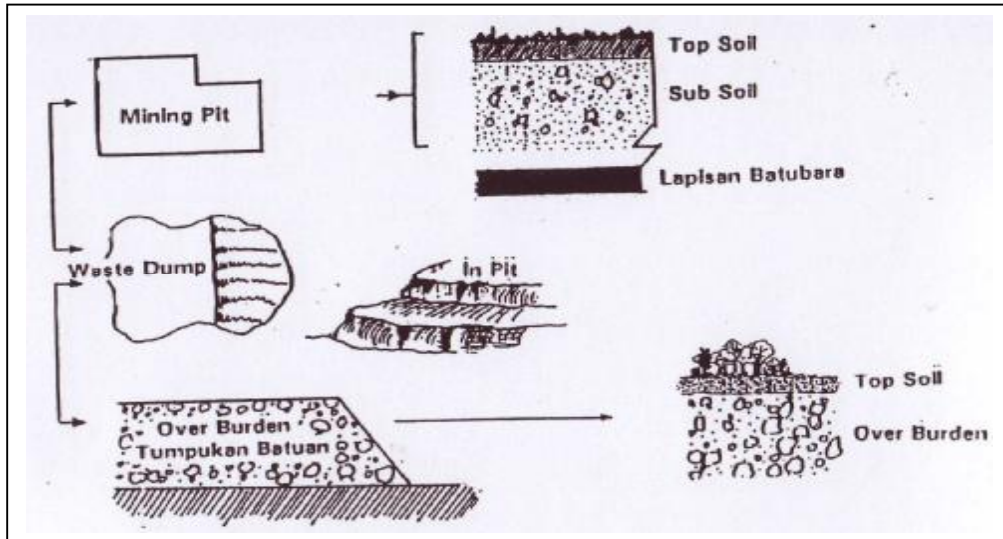 Top Soil
Mining Pit
Sub Soil
Lapisan Batubara
Waste Dump
In Pit
Top Soil
Over Burden
Tumpukan Batuan
Over Burden